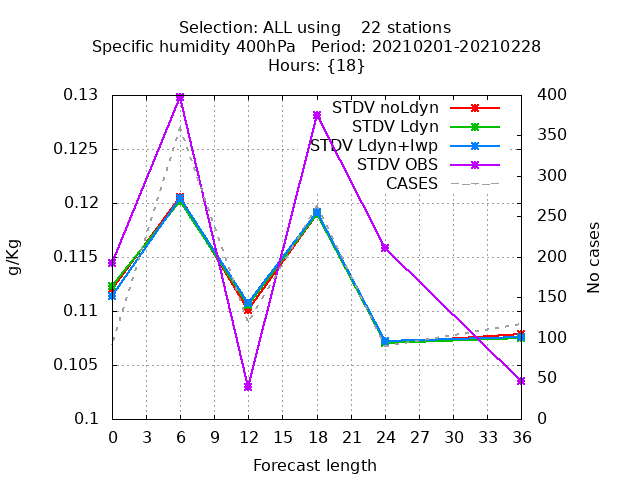 Selection: ALL using    22 stations
Specific humidity 400hPa   Period: 20210201-20210228
Hours: {18}
0.13
0.125
0.12
0.115
0.11
0.105
0.1
g/Kg
STDV noLdyn
STDV Ldyn
STDV Ldyn+lwp
STDV OBS
CASES
400
350
300
250
200
150
100
50
0
No cases
0 3 6 9 12 15 18 21 24 27 30 33 36
Forecast length